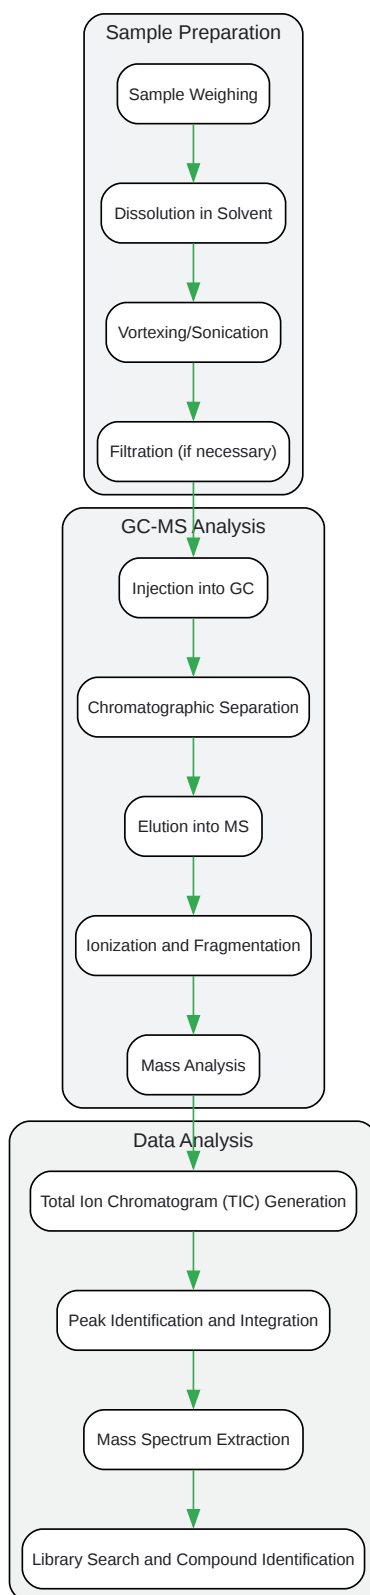 Sample Preparation
Sample Weighing
Dissolution in Solvent
Vortexing/Sonication
Filtration (if necessary)
GC-MS Analysis
Injection into GC
Chromatographic Separation
Elution into MS
Ionization and Fragmentation
Mass Analysis
Data Analysis
Total Ion Chromatogram (TIC) Generation
Peak Identification and Integration
Mass Spectrum Extraction
Library Search and Compound Identification